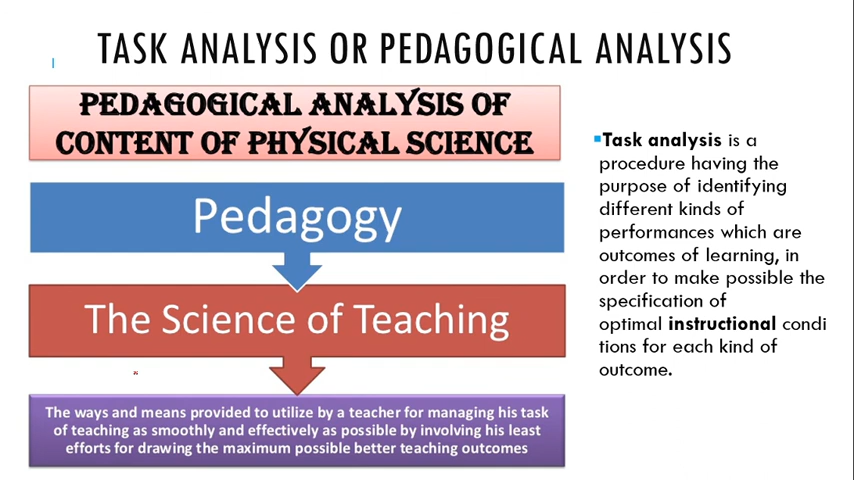 TASK ANALYSIS OR PEDAGOGICAL ANALYSIS
PEDAGOGICAL ANALYSIS OF
CONTENT OF PHYSICAL SCIENCE
Pedagogy
The Science of Teaching
The ways and means provided to utilize by a teacher for managing his task
of teaching as smoothly and effectively as possible by involving his least
efforts for drawing the maximum possible better teaching outcomes
Task analysis is a
procedure having the
purpose of identifying
different kinds of
performances which are
outcomes of learning, in
order to make possible the
specification of
optimal instructional condi
tions for each kind of
outcome.